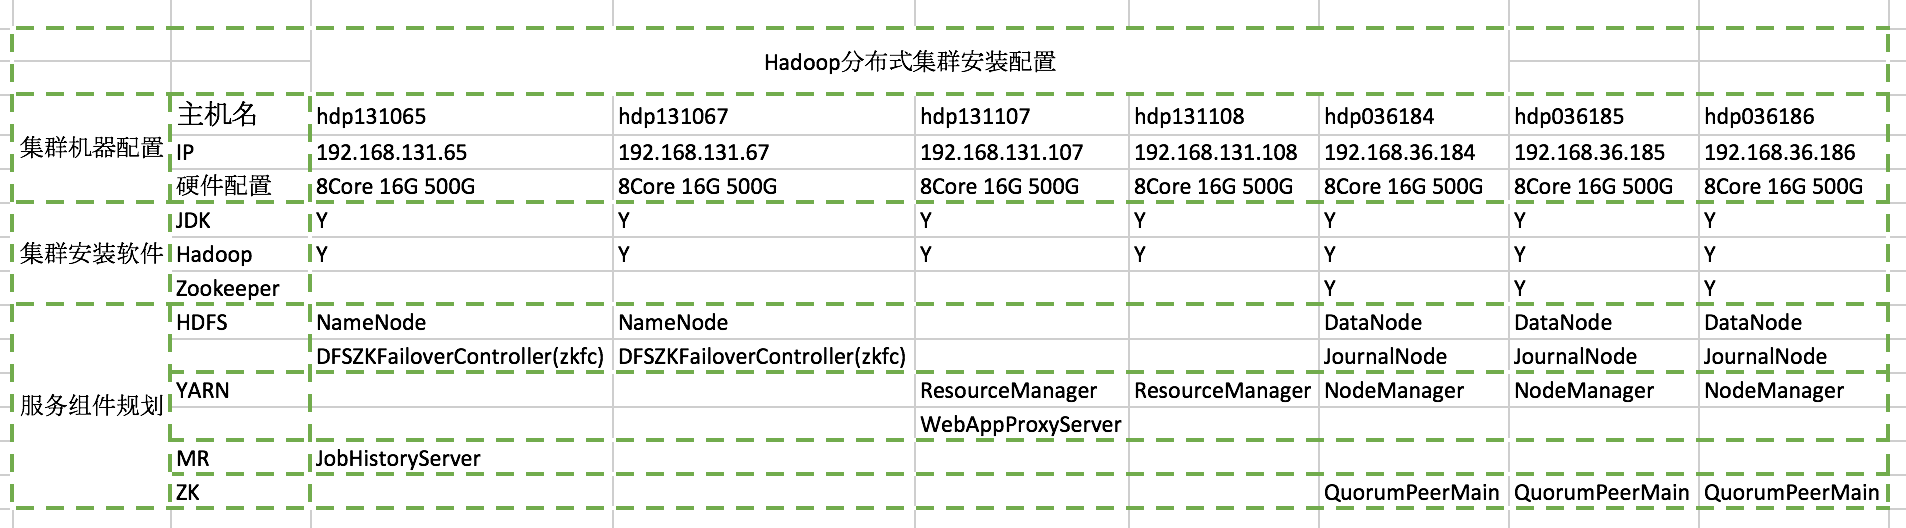 Hadoop分布式集群安装配置
集群机器配置 主机名 hdp131065 hdp131067 hdp131107 hdp131108 hdp036184 hdp036185 hdp036186
IP 192.168.131.65 192.168.131.67 192.168.131.107 192.168.131.108 192.168.36.184 192.168.36.185 192.168.36.186
硬件配置 8Core 16G 500G 8Core 16G 500G 8Core 16G 500G 8Core 16G 500G 8Core 16G 500G 8Core 16G 500G 8Core 16G 500G
集群安装软件 JDK Y Y Y Y Y Y Y
Hadoop Y Y Y Y Y Y Y
Zookeeper Y Y Y
服务组件规划 HDFS NameNode NameNode DataNode DataNode DataNode
DFSZKFailoverController(zkfc) DFSZKFailoverController(zkfc) JournalNode JournalNode JournalNode
YARN ResourceManager ResourceManager NodeManager NodeManager NodeManager
WebAppProxyServer
MR JobHistoryServer
ZK QuorumPeerMain QuorumPeerMain QuorumPeerMain